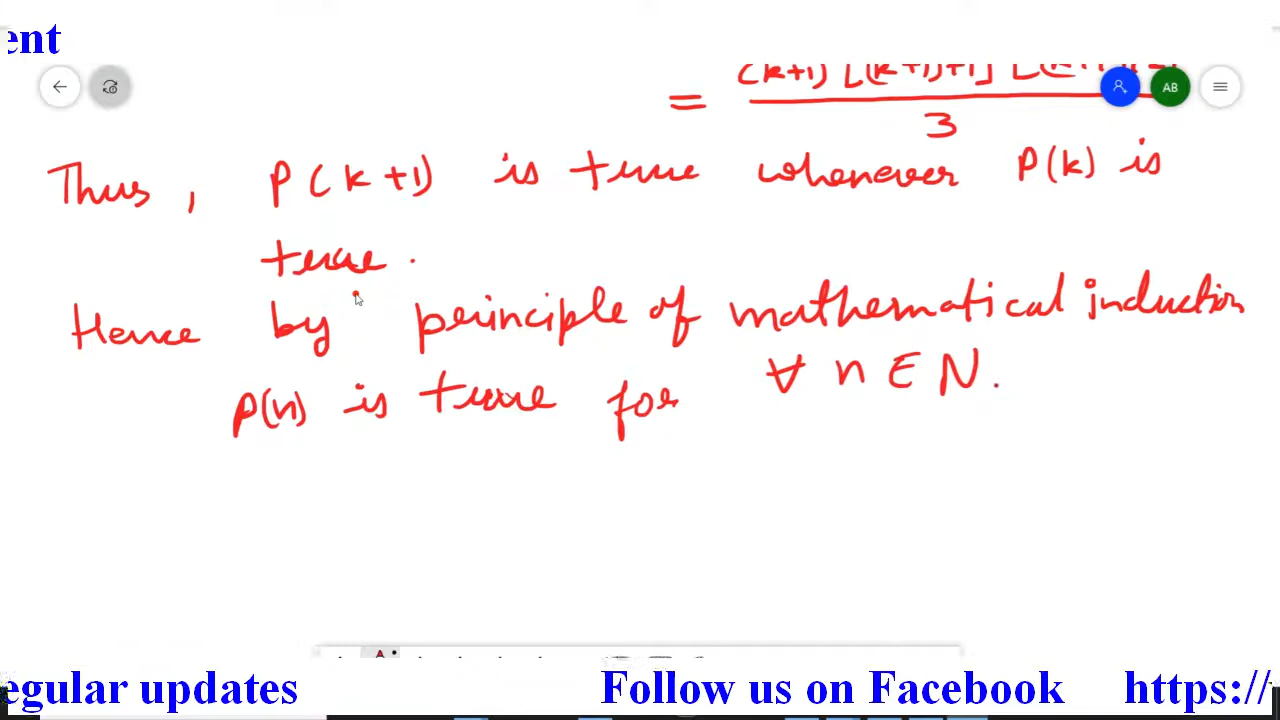 ent
= (k+1) [(k+1)+1]
3
AB
Thus, P(k+1) is true whenever P(k) is
true.
Hence by principle of mathematical induction
P(n) is true for ∀ n ∈ N.
egular updates Follow us on Facebook https://